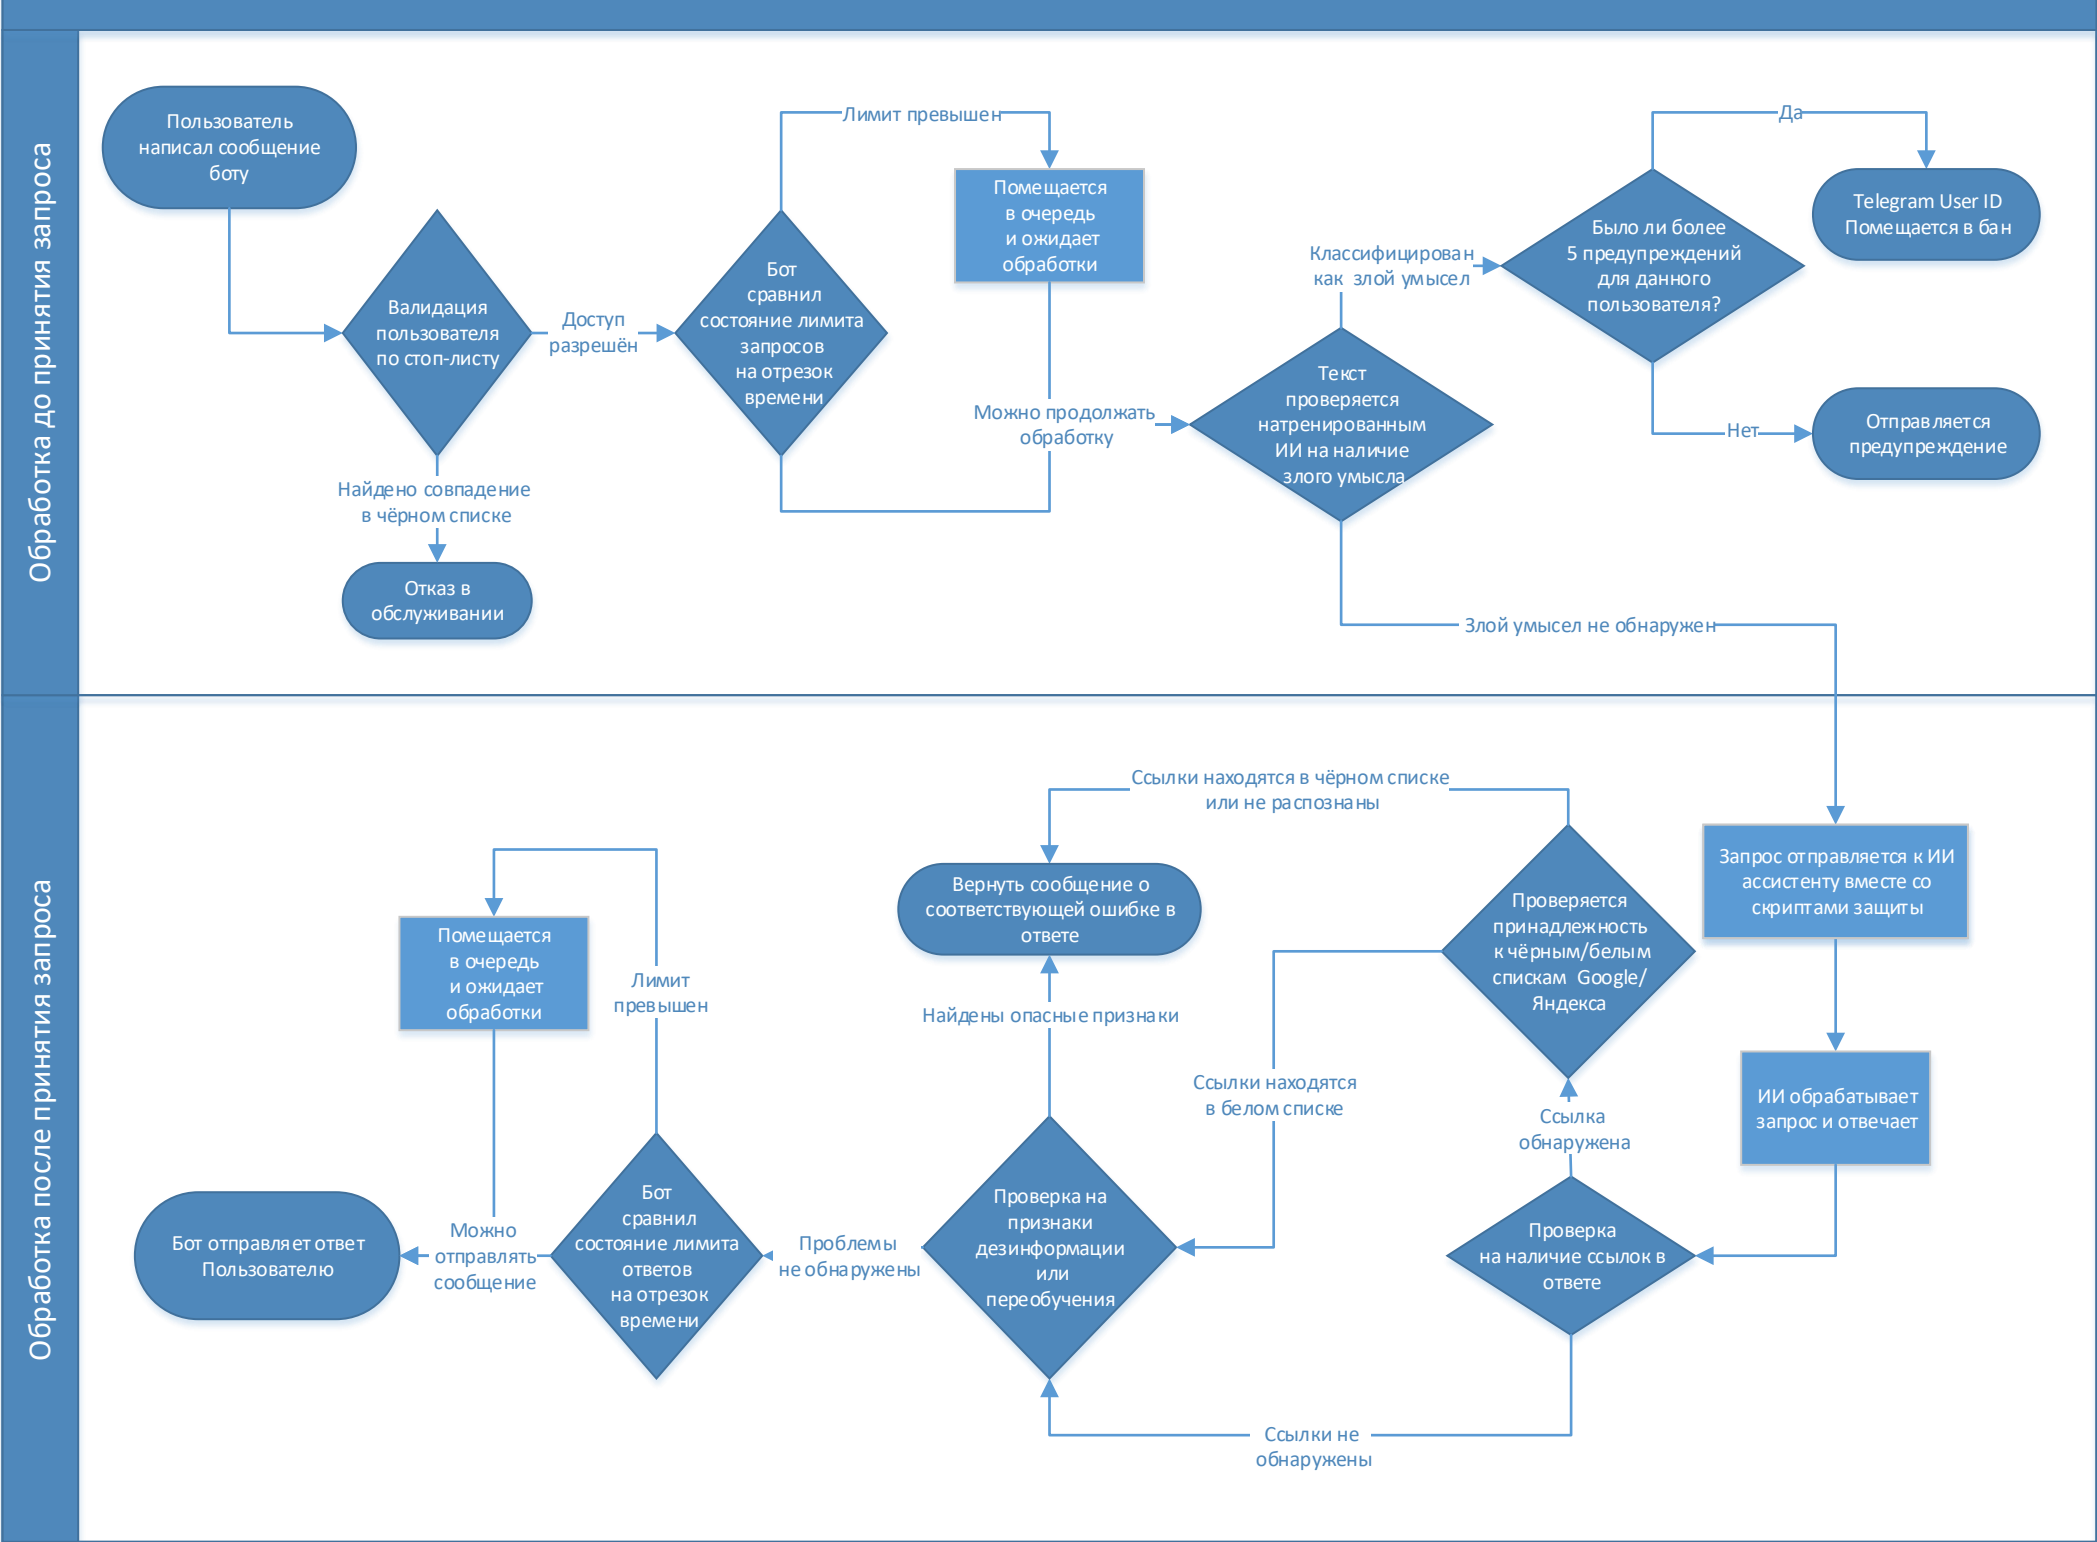 Обработка до принятия запроса
Пользователь
написал сообщение
боту
Валидация
пользователя
по стоп-листу
Доступ
разрешён
Найдено совпадение
в чёрном списке
Отказ в
обслуживании
Бот
сравнил
состояние лимита
запросов
на отрезок
времени
Лимит превышен
Помещается
в очередь
и ожидает
обработки
Можно продолжать
обработку
Текст
проверяется
натренированным
ИИ на наличие
злого умысла
Классифицирован
как злой умысел
Было ли более
5 предупреждений
для данного
пользователя?
Да
Telegram User ID
Помещается в бан
Нет
Отправляется
предупреждение
Злой умысел не обнаружен
Обработка после принятия запроса
Запрос отправляется к ИИ
ассистенту вместе со
скриптами защиты
ИИ обрабатывает
запрос и отвечает
Проверка
на наличие ссылок в
ответе
Ссылка
обнаружена
Проверяется
принадлежность
к чёрным/белым
спискам Google/
Яндекса
Ссылки находятся в чёрном списке
или не распознаны
Вернуть сообщение о
соответствующей ошибке в
ответе
Ссылки находятся
в белом списке
Ссылки не
обнаружены
Найдены опасные признаки
Проверка на
признаки
дезинформации
или
переобучения
Проблемы
не обнаружены
Бот
сравнил
состояние лимита
ответов
на отрезок
времени
Лимит
превышен
Помещается
в очередь
и ожидает
обработки
Можно
отправлять
сообщение
Бот отправляет ответ
Пользователю